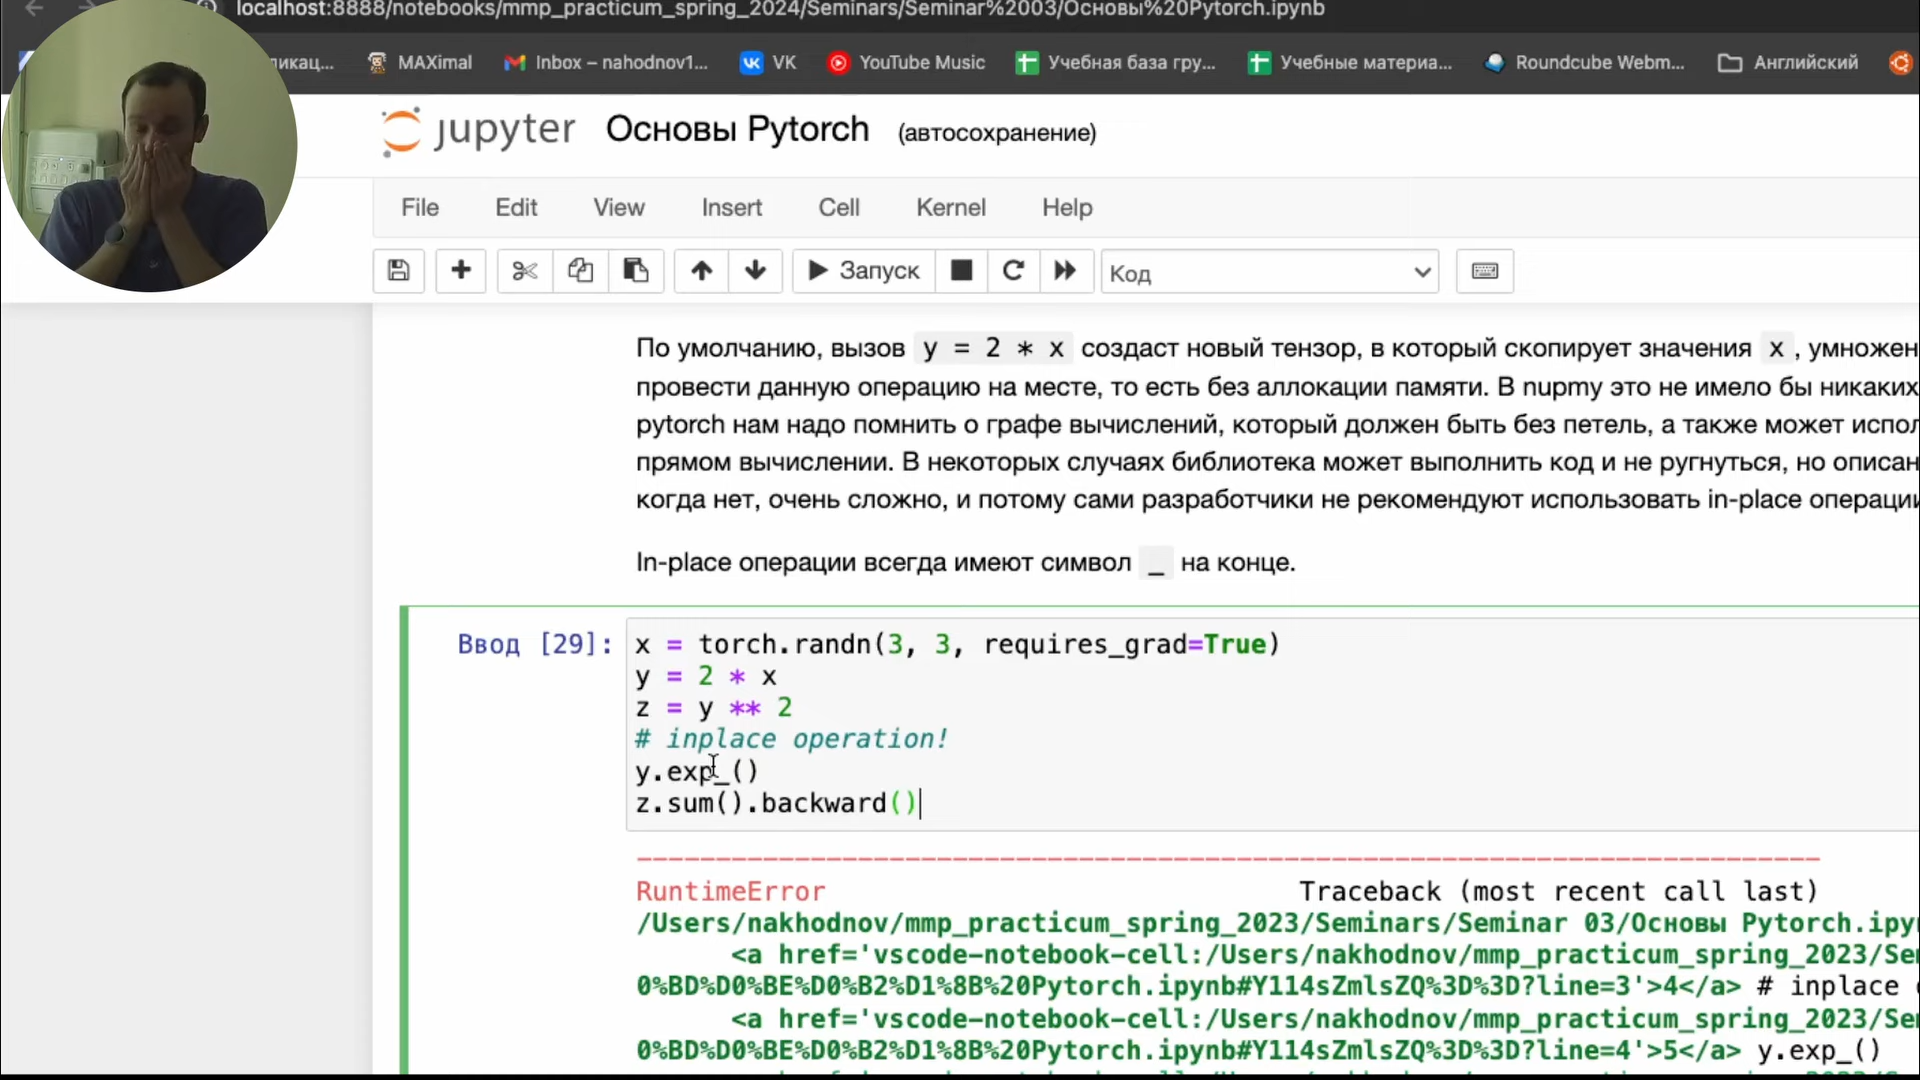 localhost:8888/notebooks/mmp_practicum_spring_2024/Seminars/Seminar%2003/Основы%20Pytorch.ipynb
ликац... MAXimal Inbox – nahodnov1... VK YouTube Music Учебная база гру... Учебные материа... Roundcube Webm... Английский
jupyter Основы Pytorch (автосохранение)
File Edit View Insert Cell Kernel Help
Запуск Код
По умолчанию, вызов y = 2 * x создаст новый тензор, в который скопирует значения x , умножен
провести данную операцию на месте, то есть без аллокации памяти. В nupmy это не имело бы никаких
pytorch нам надо помнить о графе вычислений, который должен быть без петель, а также может испол
прямом вычислении. В некоторых случаях библиотека может выполнить код и не ругнуться, но описан
когда нет, очень сложно, и потому сами разработчики не рекомендуют использовать in-place операции
In-place операции всегда имеют символ _ на конце.
Ввод [29]: x = torch.randn(3, 3, requires_grad=True)
y = 2 * x
z = y ** 2
# inplace operation!
y.exp_()
z.sum().backward()
RuntimeError Traceback (most recent call last)
/Users/nakhodnov/mmp_practicum_spring_2023/Seminars/Seminar 03/Основы Pytorch.ipyn
<a href='vscode-notebook-cell:/Users/nakhodnov/mmp_practicum_spring_2023/Sem
0%BD%D0%BE%D0%B2%D1%8B%20Pytorch.ipynb#Y114sZmlsZQ%3D%3D?line=3'>4</a> # inplace
<a href='vscode-notebook-cell:/Users/nakhodnov/mmp_practicum_spring_2023/Sem
0%BD%D0%BE%D0%B2%D1%8B%20Pytorch.ipynb#Y114sZmlsZQ%3D%3D?line=4'>5</a> y.exp_()